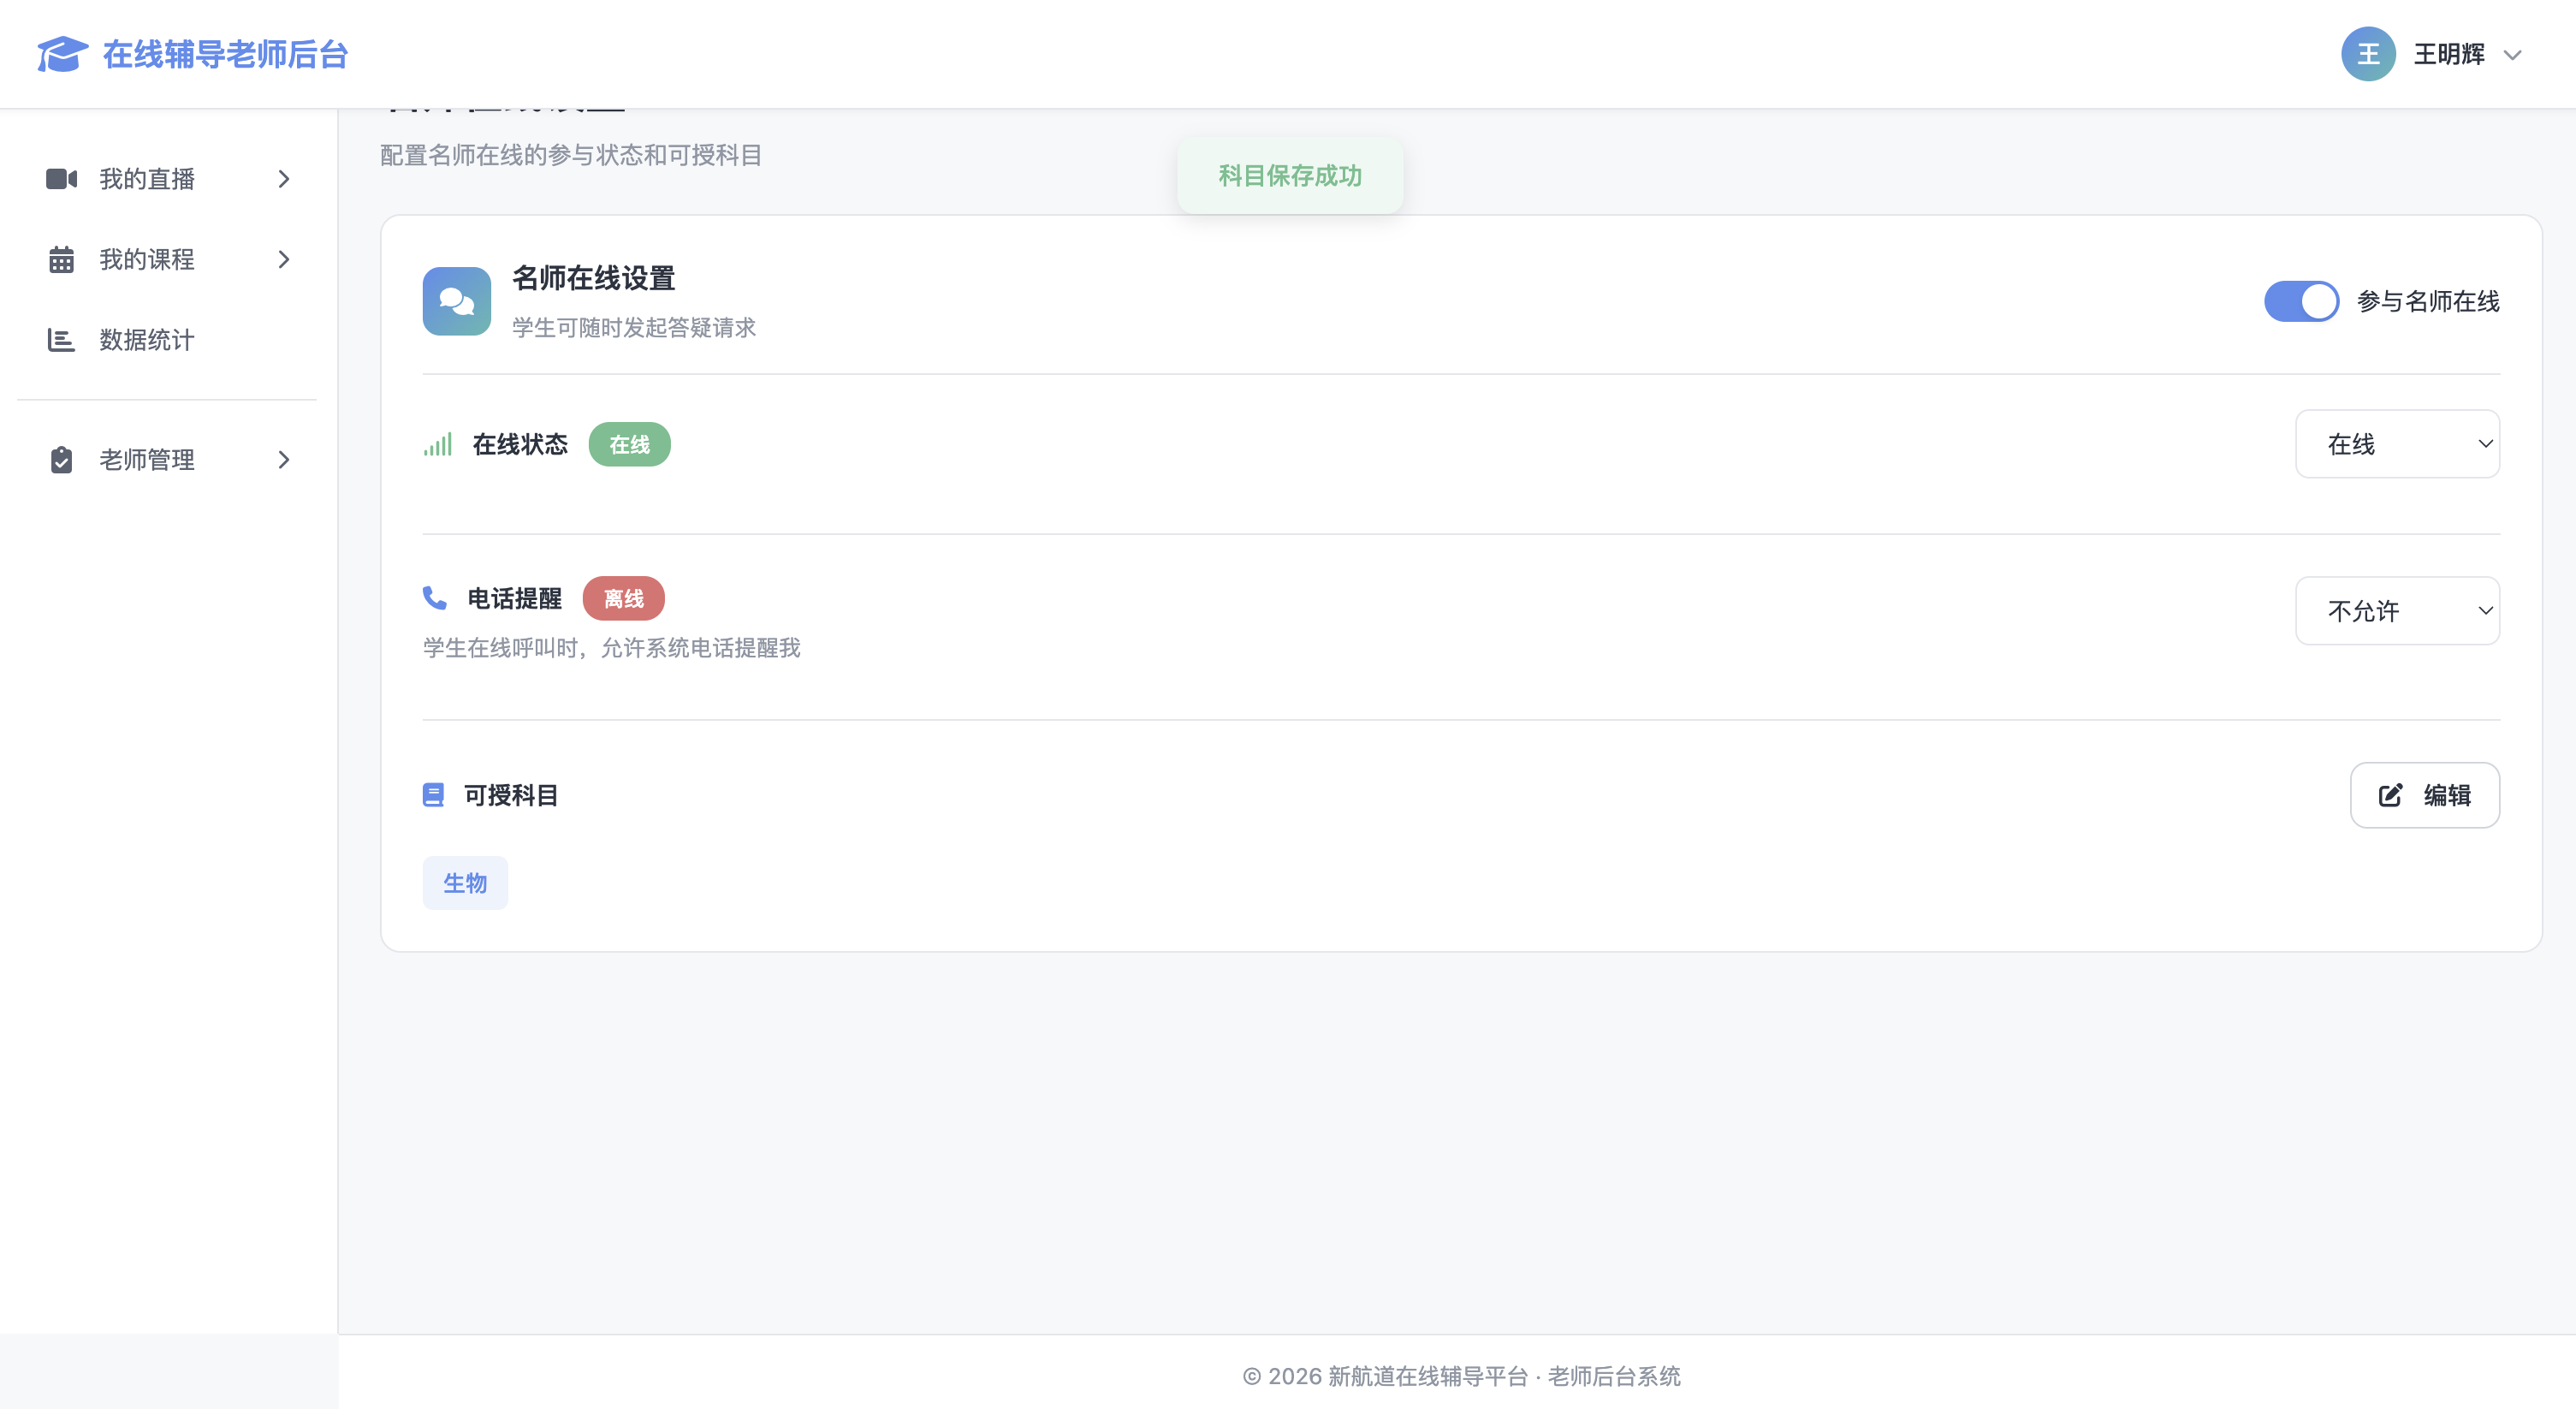 在线辅导老师后台
王 王明辉
我的直播
我的课程
数据统计
老师管理
配置名师在线的参与状态和可授科目
科目保存成功
名师在线设置
学生可随时发起答疑请求
参与名师在线
在线状态 在线
在线
电话提醒 离线
学生在线呼叫时，允许系统电话提醒我
不允许
可授科目
编辑
生物
© 2026 新航道在线辅导平台 · 老师后台系统